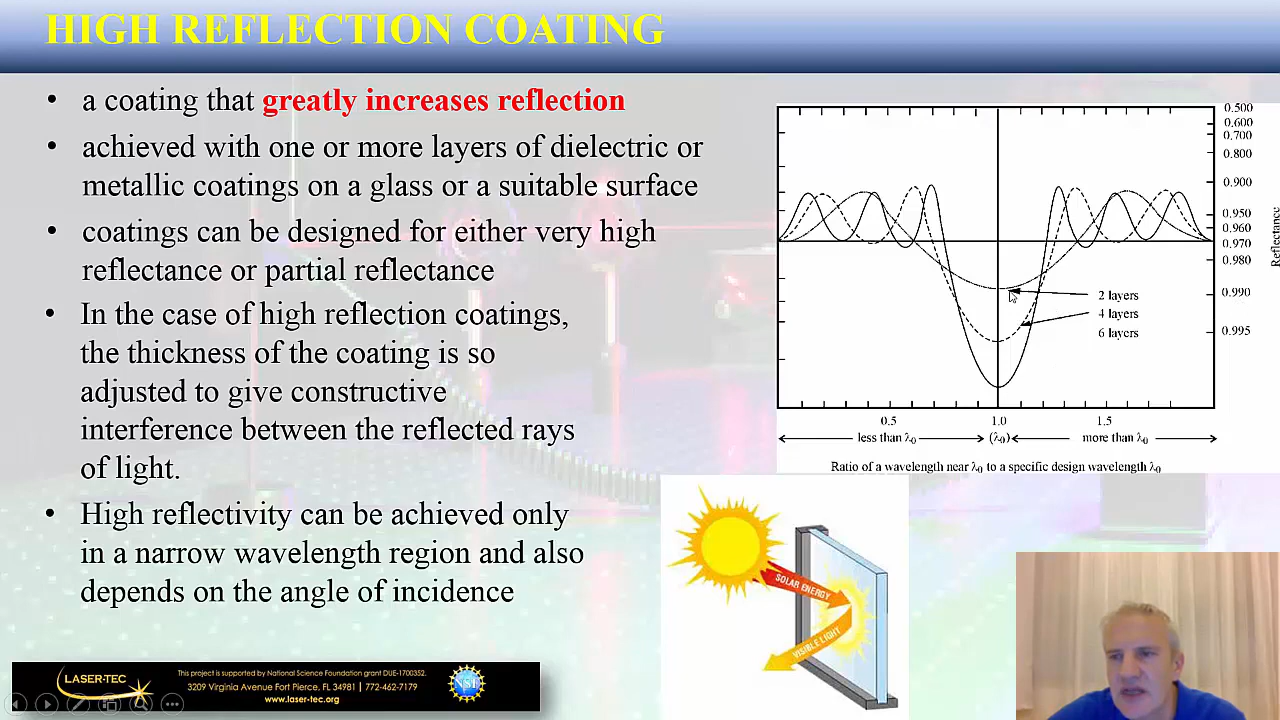 HIGH REFLECTION COATING
• a coating that greatly increases reflection
• achieved with one or more layers of dielectric or
metallic coatings on a glass or a suitable surface
• coatings can be designed for either very high
reflectance or partial reflectance
• In the case of high reflection coatings,
the thickness of the coating is so
adjusted to give constructive
interference between the reflected rays
of light.
• High reflectivity can be achieved only
in a narrow wavelength region and also
depends on the angle of incidence
0.500
0.600
0.700
0.800
0.900
0.950
0.960
0.970
0.980
0.990
0.995
Reflectance
2 layers
4 layers
6 layers
0.5 1.0 1.5
less than λ₀ (λ₀) more than λ₀
Ratio of a wavelength near λ₀ to a specific design wavelength λ₀
SOLAR ENERGY
VISIBLE LIGHT
LASER-TEC
This project is supported by National Science Foundation grant DUE-1700352.
3209 Virginia Avenue Fort Pierce, FL 34981 | 772-462-7179
www.laser-tec.org
NSF